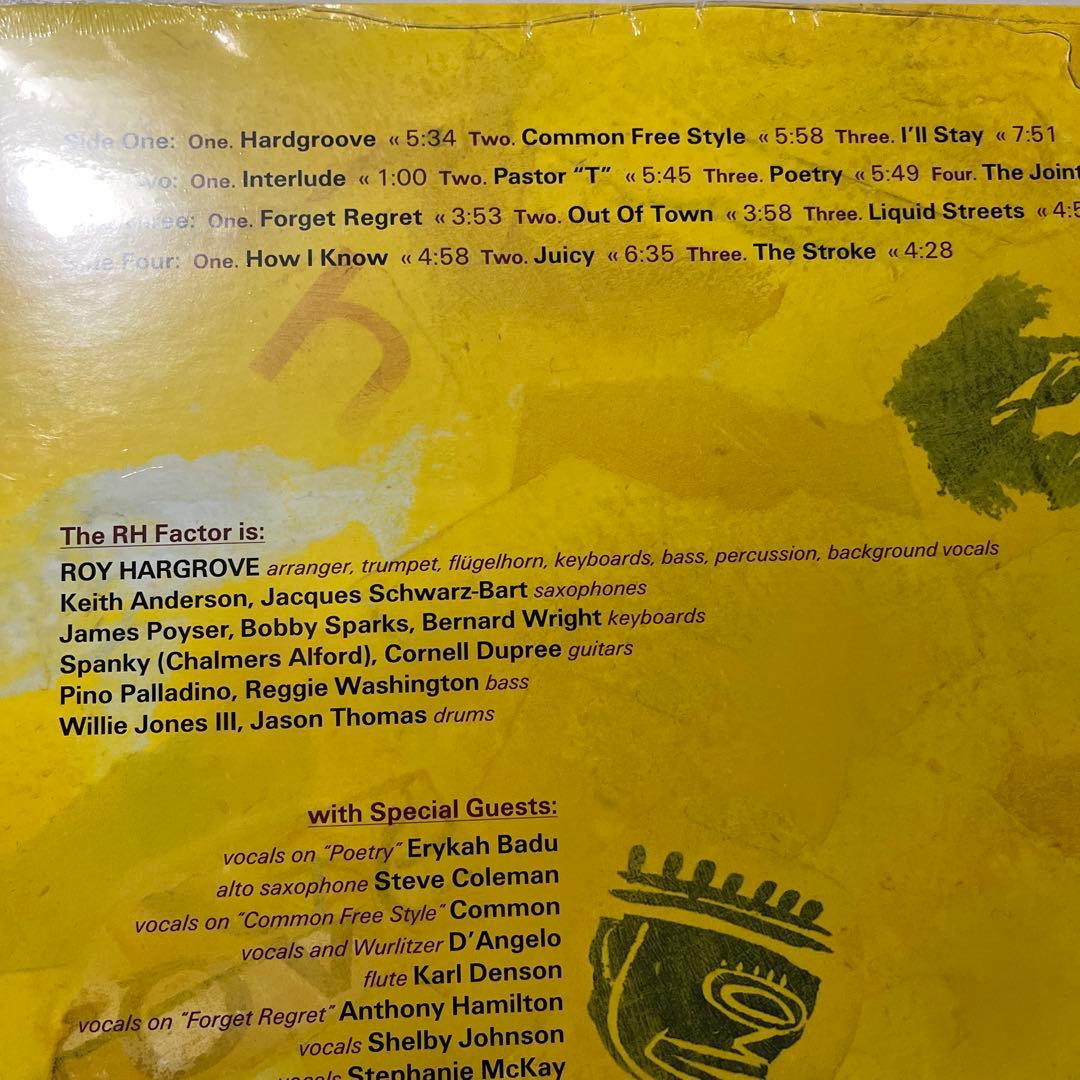 Side One: One. Hardgroove « 5:34 Two. Common Free Style « 5:58 Three. I'll Stay « 7:51
One. Interlude « 1:00 Two. Pastor “T” « 5:45 Three. Poetry « 5:49 Four. The Joint
One. Forget Regret « 3:53 Two. Out Of Town « 3:58 Three. Liquid Streets «
Side Four: One. How I Know « 4:58 Two. Juicy « 6:35 Three. The Stroke « 4:28
h
The RH Factor is:
ROY HARGROVE arranger, trumpet, flügelhorn, keyboards, bass, percussion, background vocals
Keith Anderson, Jacques Schwarz-Bart saxophones
James Poyser, Bobby Sparks, Bernard Wright keyboards
Spanky (Chalmers Alford), Cornell Dupree guitars
Pino Palladino, Reggie Washington bass
Willie Jones III, Jason Thomas drums
with Special Guests:
vocals on “Poetry” Erykah Badu
alto saxophone Steve Coleman
vocals on “Common Free Style” Common
vocals and Wurlitzer D'Angelo
flute Karl Denson
vocals on “Forget Regret” Anthony Hamilton
vocals Shelby Johnson
vocals Stephanie McKay